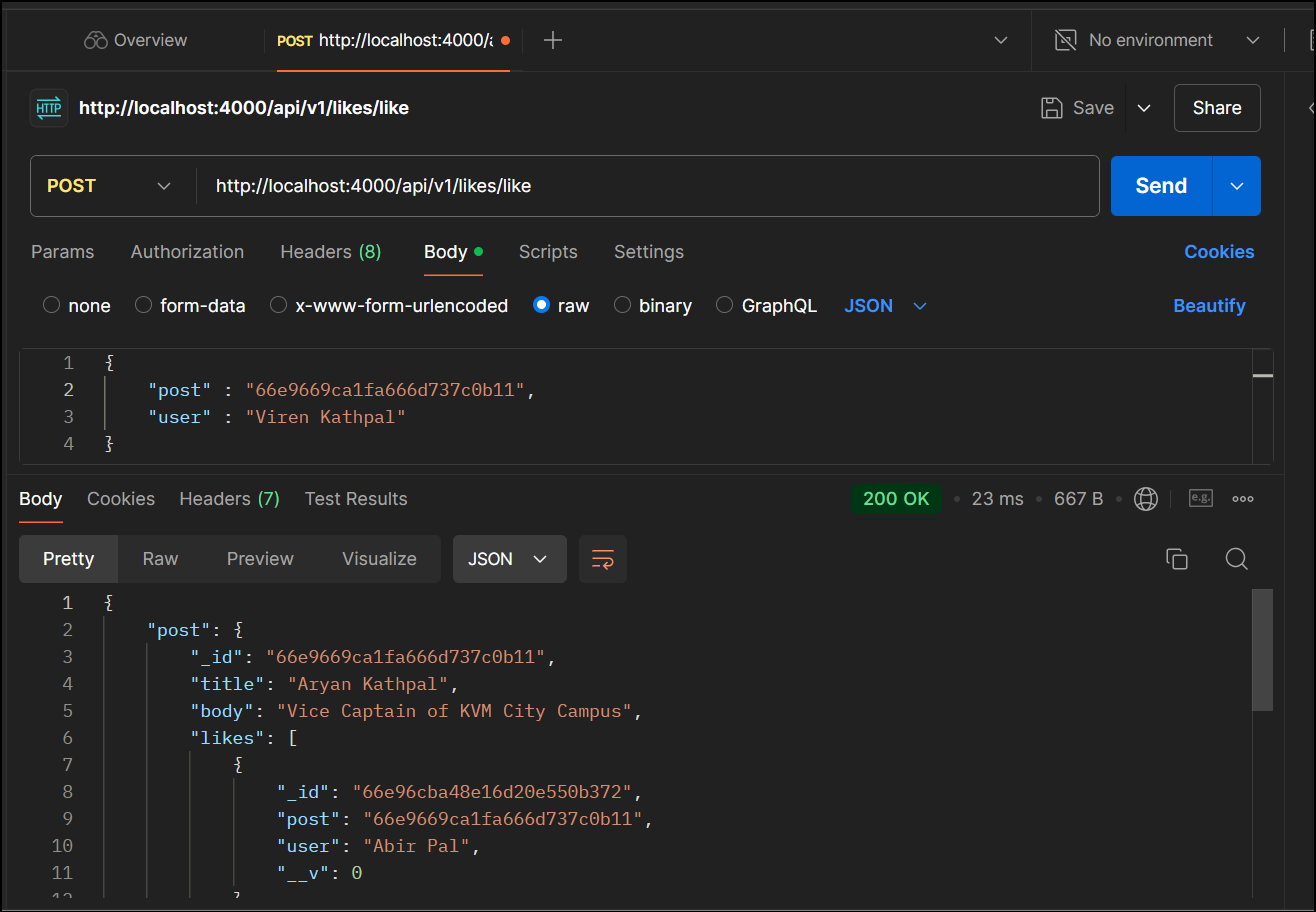 Overview POST http://localhost:4000/a No environment
HTTP http://localhost:4000/api/v1/likes/like Save Share
POST http://localhost:4000/api/v1/likes/like Send
Params Authorization Headers (8) Body Scripts Settings Cookies
none form-data x-www-form-urlencoded raw binary GraphQL JSON Beautify
1 {
2 "post" : "66e9669ca1fa666d737c0b11",
3 "user" : "Viren Kathpal"
4 }
Body Cookies Headers (7) Test Results 200 OK 23 ms 667 B e.g.
Pretty Raw Preview Visualize JSON
1 {
2 "post": {
3 "_id": "66e9669ca1fa666d737c0b11",
4 "title": "Aryan Kathpal",
5 "body": "Vice Captain of KVM City Campus",
6 "likes": [
7 {
8 "_id": "66e96cba48e16d20e550b372",
9 "post": "66e9669ca1fa666d737c0b11",
10 "user": "Abir Pal",
11 "__v": 0